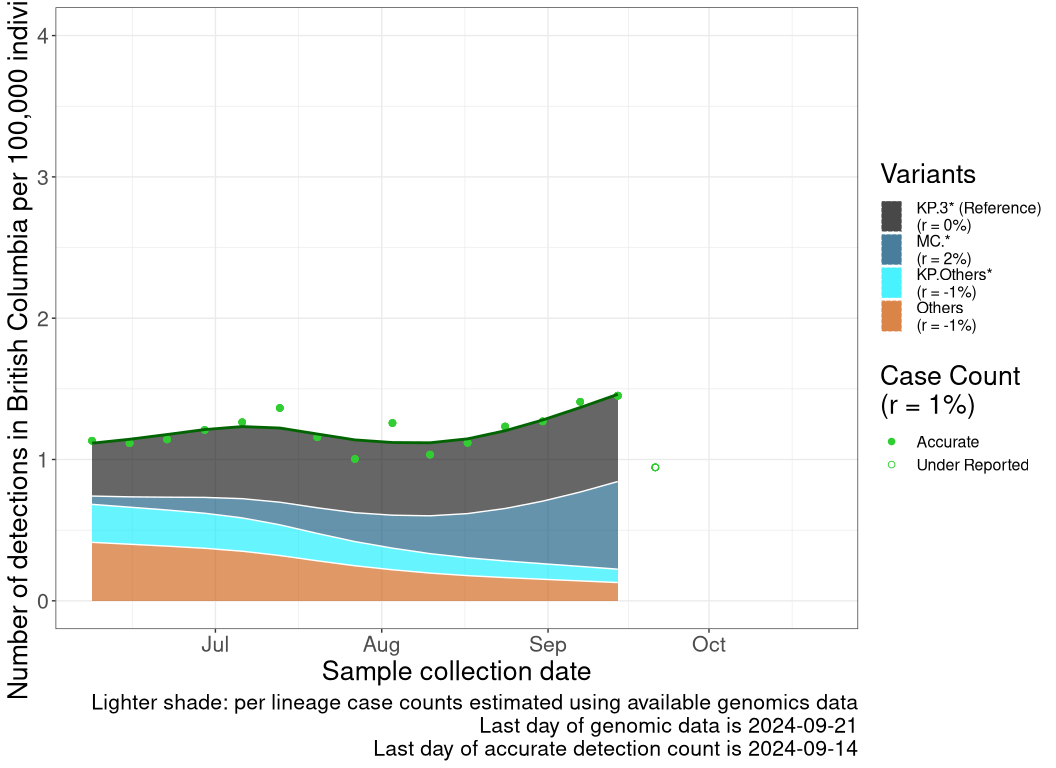 Number of detections in British Columbia per 100,000
4
3
2
1
0
Jul Aug Sep Oct
Sample collection date
Lighter shade: per lineage case counts estimated using available genomics data
Last day of genomic data is 2024-09-21
Last day of accurate detection count is 2024-09-14
Variants
KP.3* (Reference)
(r = 0%)
MC.*
(r = 2%)
KP.Others*
(r = -1%)
Others
(r = -1%)
Case Count
(r = 1%)
Accurate
Under Reported